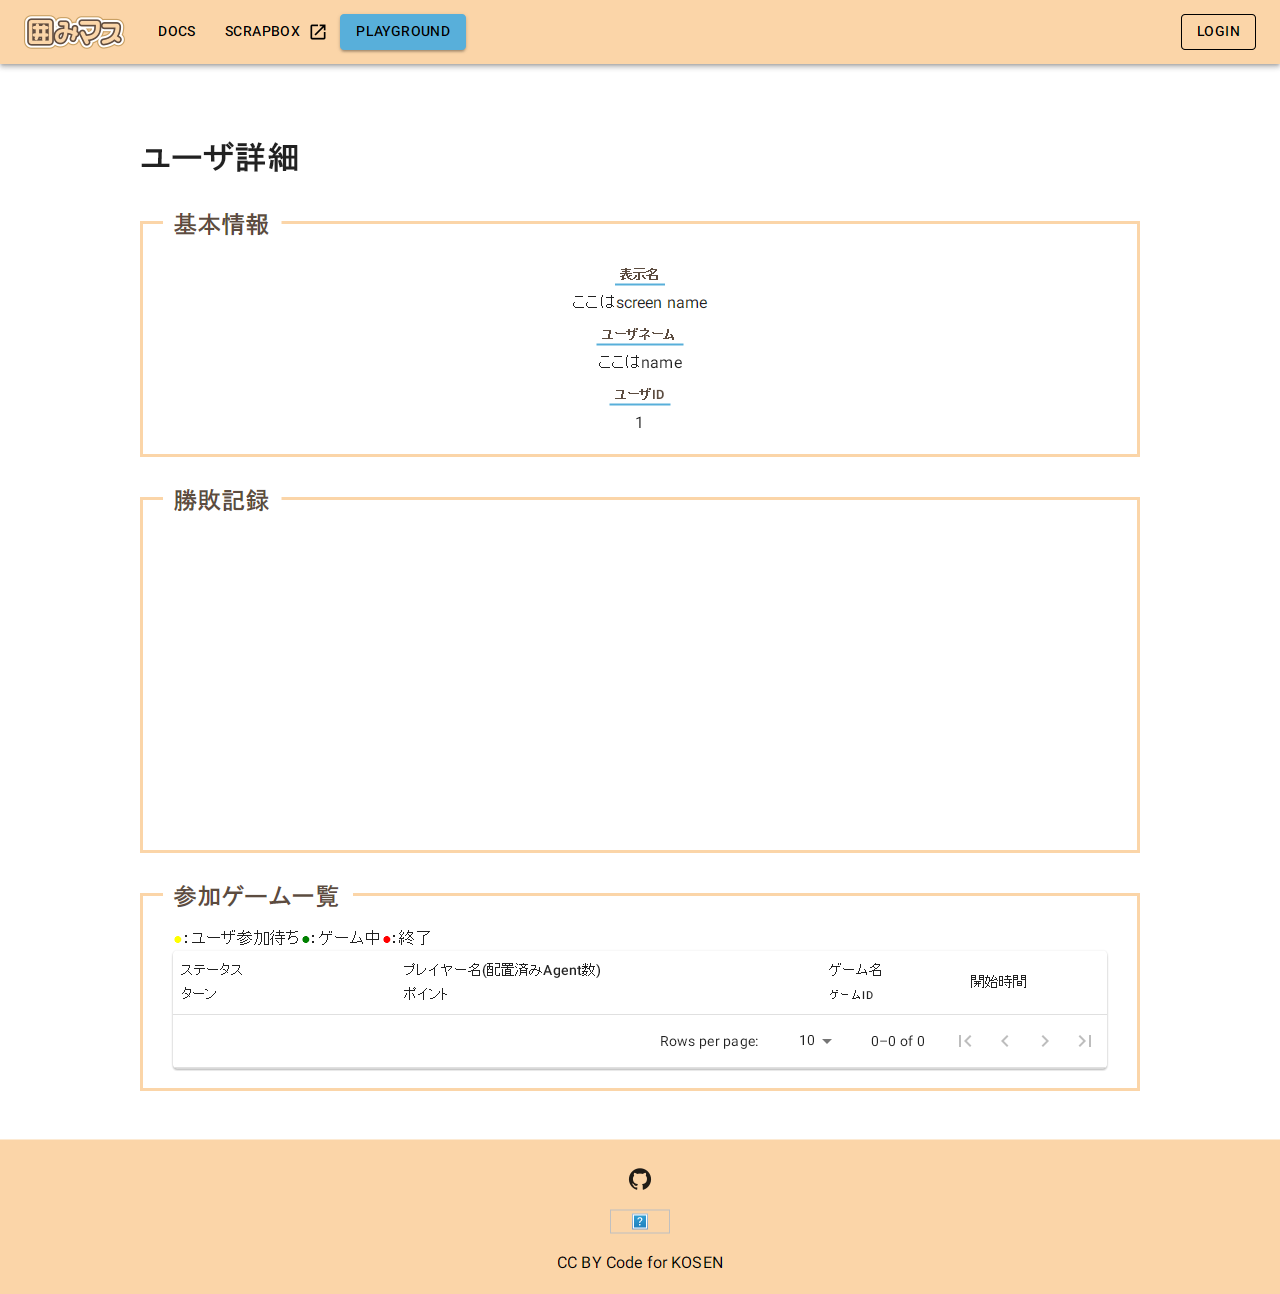 囲みマス
DOCS
SCRAPBOX
PLAYGROUND
LOGIN
ユーザ詳細
基本情報
表示名
ここはscreen name
ユーザネーム
ここはname
ユーザID
1
勝敗記録
参加ゲーム一覧
●: ユーザ参加待ち●: ゲーム中●: 終了
ステータス
ターン
プレイヤー名(配置済みAgent数)
ポイント
ゲーム名
ゲームID
開始時間
Rows per page:
10
0–0 of 0
?
CC BY Code for KOSEN